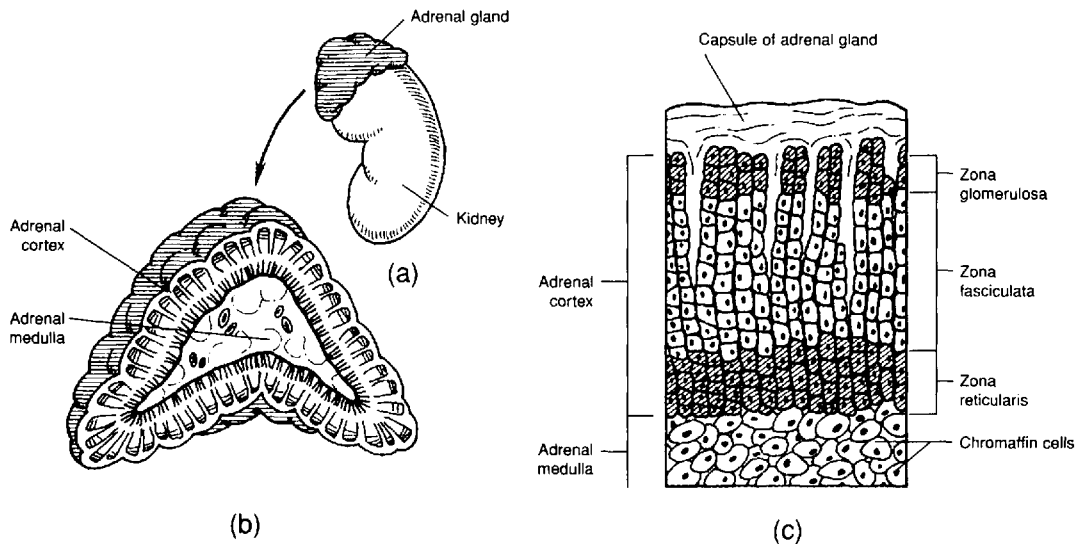 Adrenal gland
Kidney
(a)
Adrenal
cortex
Adrenal
medulla
(b)
Capsule of adrenal gland
Adrenal
cortex
Adrenal
medulla
Zona
glomerulosa
Zona
fasciculata
Zona
reticularis
Chromaffin cells
(c)